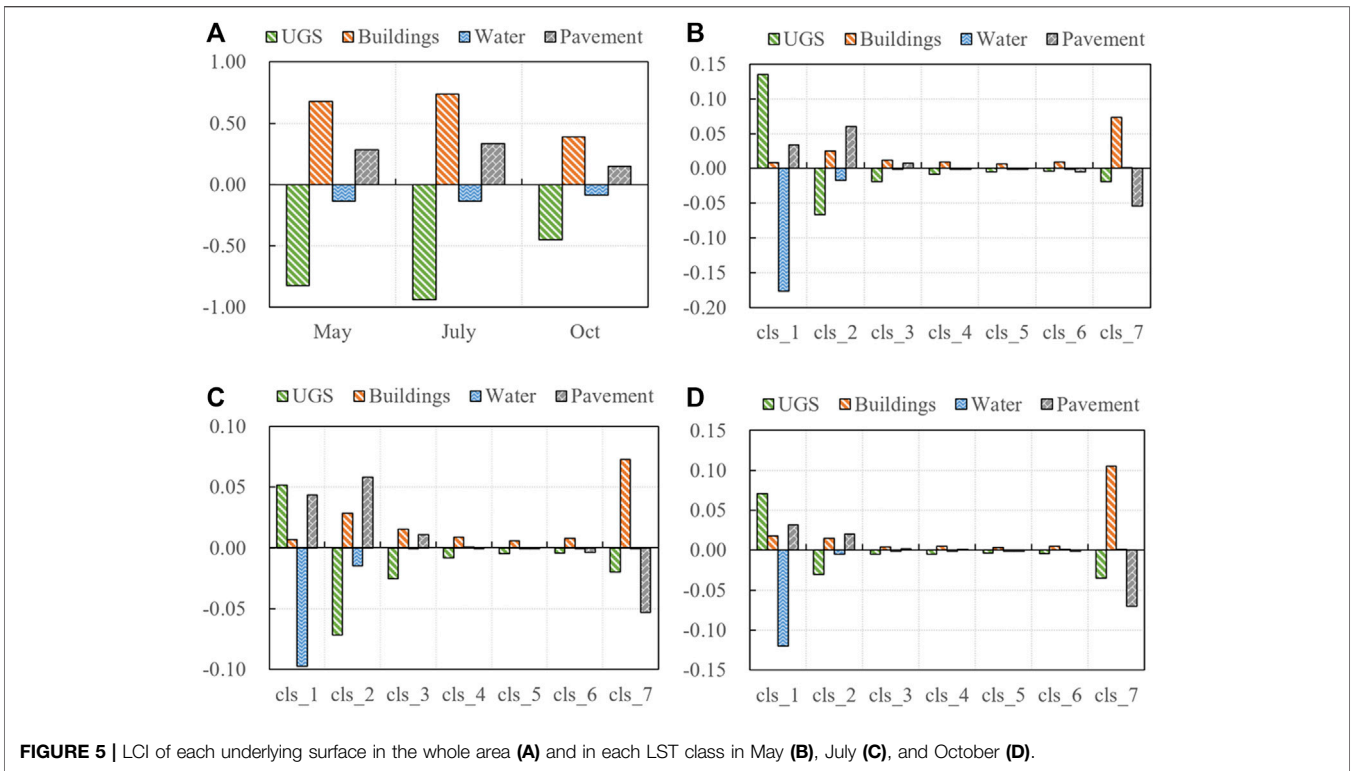 A
UGS Buildings Water Pavement
1.00
0.50
0.00
-0.50
-1.00
May July Oct
B
UGS Buildings Water Pavement
0.15
0.10
0.05
0.00
-0.05
-0.10
-0.15
-0.20
cls_1 cls_2 cls_3 cls_4 cls_5 cls_6 cls_7
C
UGS Buildings Water Pavement
0.10
0.05
0.00
-0.05
-0.10
cls_1 cls_2 cls_3 cls_4 cls_5 cls_6 cls_7
D
UGS Buildings Water Pavement
0.15
0.10
0.05
0.00
-0.05
-0.10
-0.15
cls_1 cls_2 cls_3 cls_4 cls_5 cls_6 cls_7
FIGURE 5 | LCI of each underlying surface in the whole area (A) and in each LST class in May (B), July (C), and October (D).